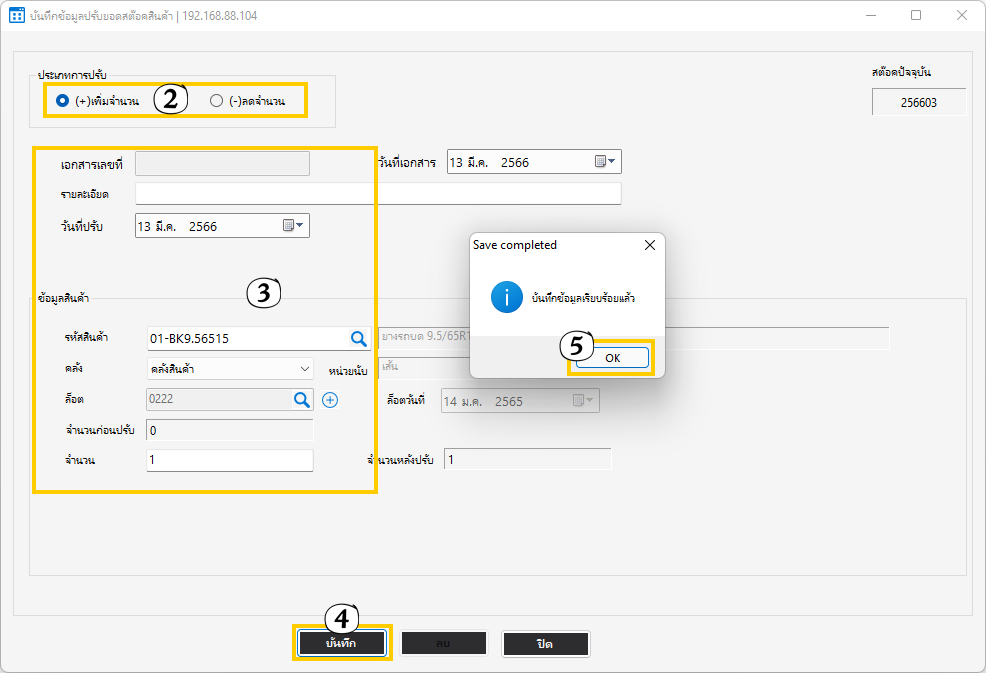 บันทึกข้อมูลปรับยอดสต๊อคสินค้า | 192.168.88.104
ประเภทการปรับ
สต๊อคปัจจุบัน
(+)เพิ่มจำนวน 2 (-)ลดจำนวน
256603
เอกสารเลขที่ วันที่เอกสาร 13 มี.ค. 2566
รายละเอียด
วันที่ปรับ 13 มี.ค. 2566
Save completed
3
ข้อมูลสินค้า
บันทึกข้อมูลเรียบร้อยแล้ว
รหัสสินค้า 01-BK9.56515 ยางรถบด 9.5/65R1
5
OK
คลัง คลังสินค้า หน่วยนับ เส้น
ล็อต 0222 ล็อตวันที่ 14 ม.ค. 2565
จำนวนก่อนปรับ 0
จำนวน 1 จำนวนหลังปรับ 1
4
บันทึก ลบ ปิด